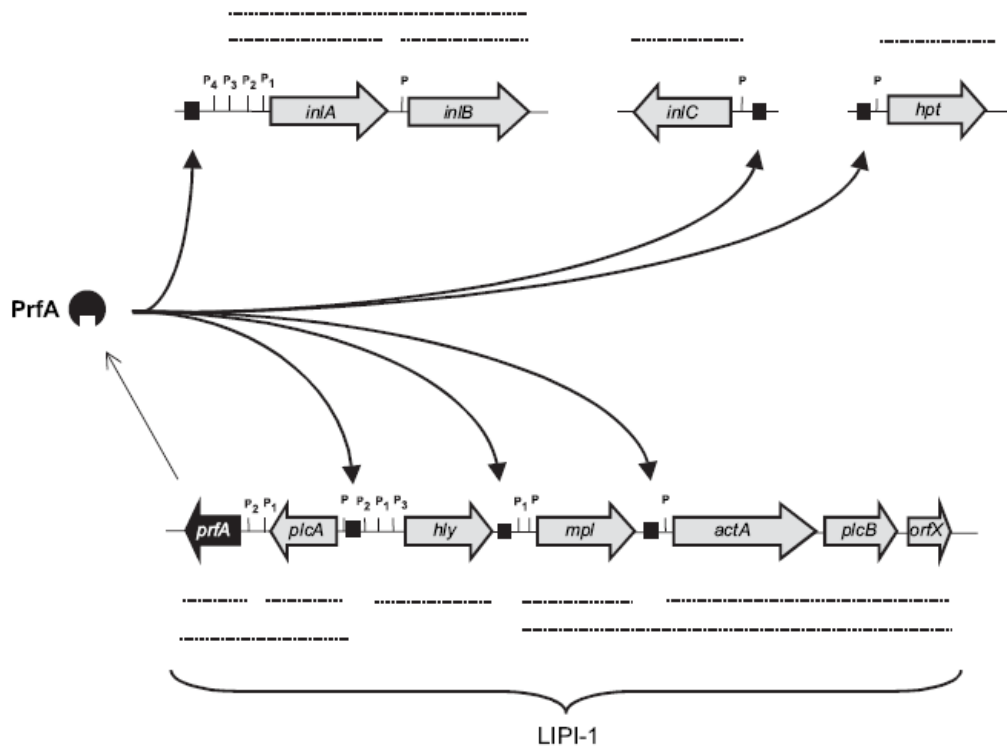 P4 P3 P2 P1 P P P
inlA inlB inlC hpt
PrfA
P2 P1 P P2 P1 P3 P1 P P
prfA plcA hly mpl actA plcB orfX
LIPI-1